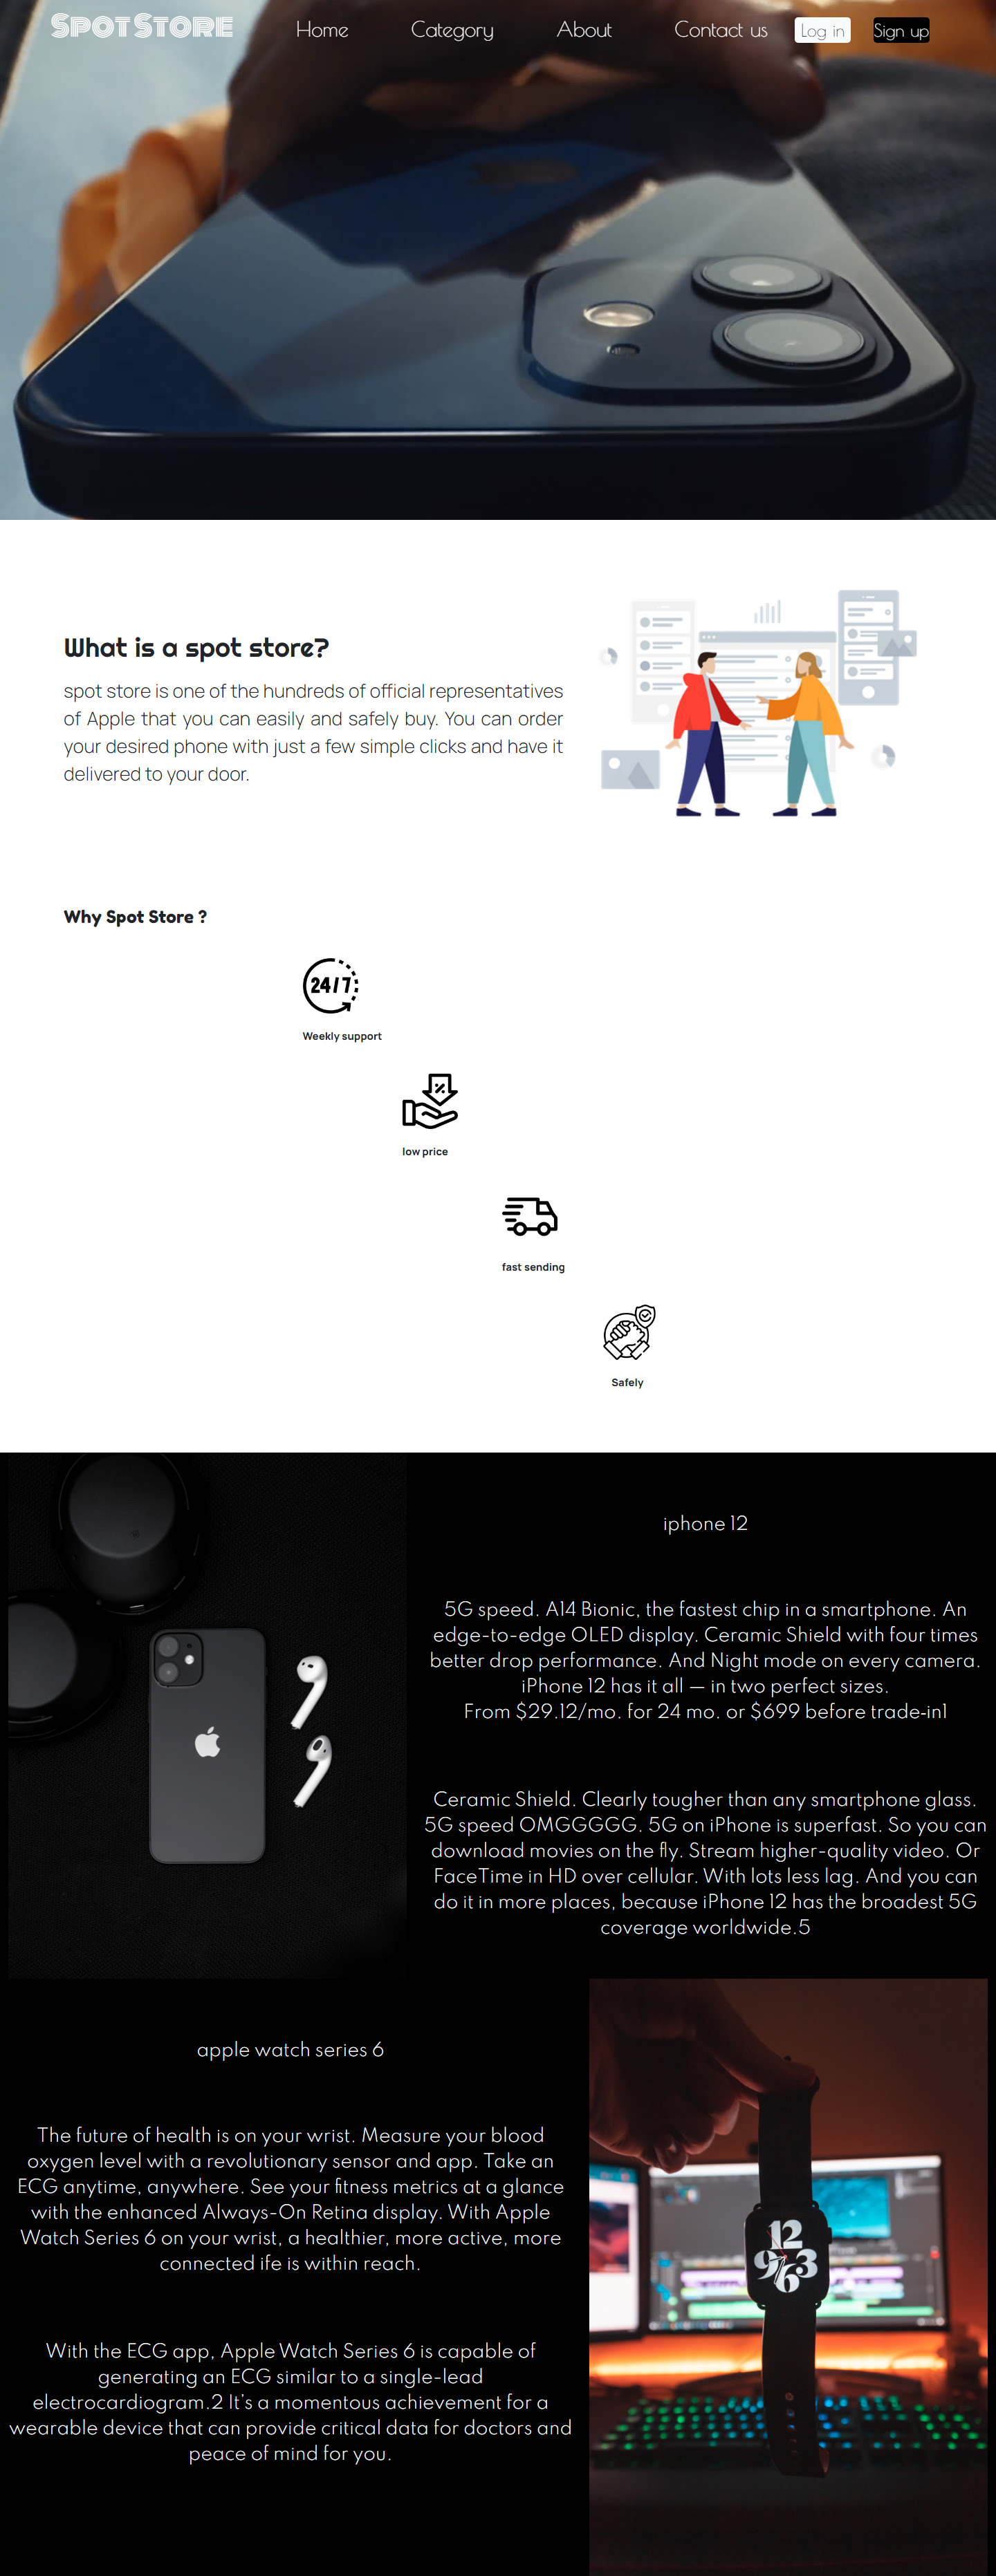 SPOT STORE
Home
Category
About
Contact us
Log in
Sign up
What is a spot store?
spot store is one of the hundreds of official representatives
of Apple that you can easily and safely buy. You can order
your desired phone with just a few simple clicks and have it
delivered to your door.
Why Spot Store ?
24/7
Weekly support
%
low price
fast sending
Safely
iphone 12
5G speed. A14 Bionic, the fastest chip in a smartphone. An
edge-to-edge OLED display. Ceramic Shield with four times
better drop performance. And Night mode on every camera.
iPhone 12 has it all — in two perfect sizes.
From $29.12/mo. for 24 mo. or $699 before trade‑in1
Ceramic Shield. Clearly tougher than any smartphone glass.
5G speed OMGGGGG. 5G on iPhone is superfast. So you can
download movies on the fly. Stream higher-quality video. Or
FaceTime in HD over cellular. With lots less lag. And you can
do it in more places, because iPhone 12 has the broadest 5G
coverage worldwide.5
apple watch series 6
The future of health is on your wrist. Measure your blood
oxygen level with a revolutionary sensor and app. Take an
ECG anytime, anywhere. See your fitness metrics at a glance
with the enhanced Always-On Retina display. With Apple
Watch Series 6 on your wrist, a healthier, more active, more
connected ife is within reach.
With the ECG app, Apple Watch Series 6 is capable of
generating an ECG similar to a single-lead
electrocardiogram.2 It's a momentous achievement for a
wearable device that can provide critical data for doctors and
peace of mind for you.
12
9 3
6